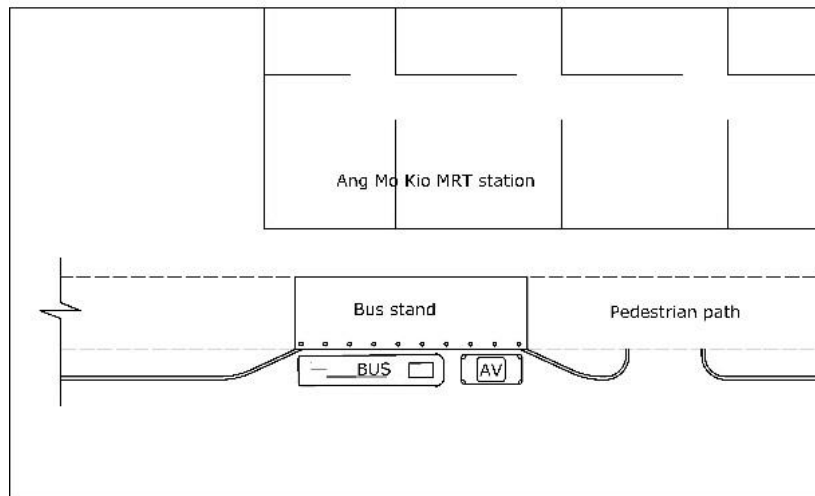 Ang Mo Kio MRT station
Bus stand
Pedestrian path
BUS
AV